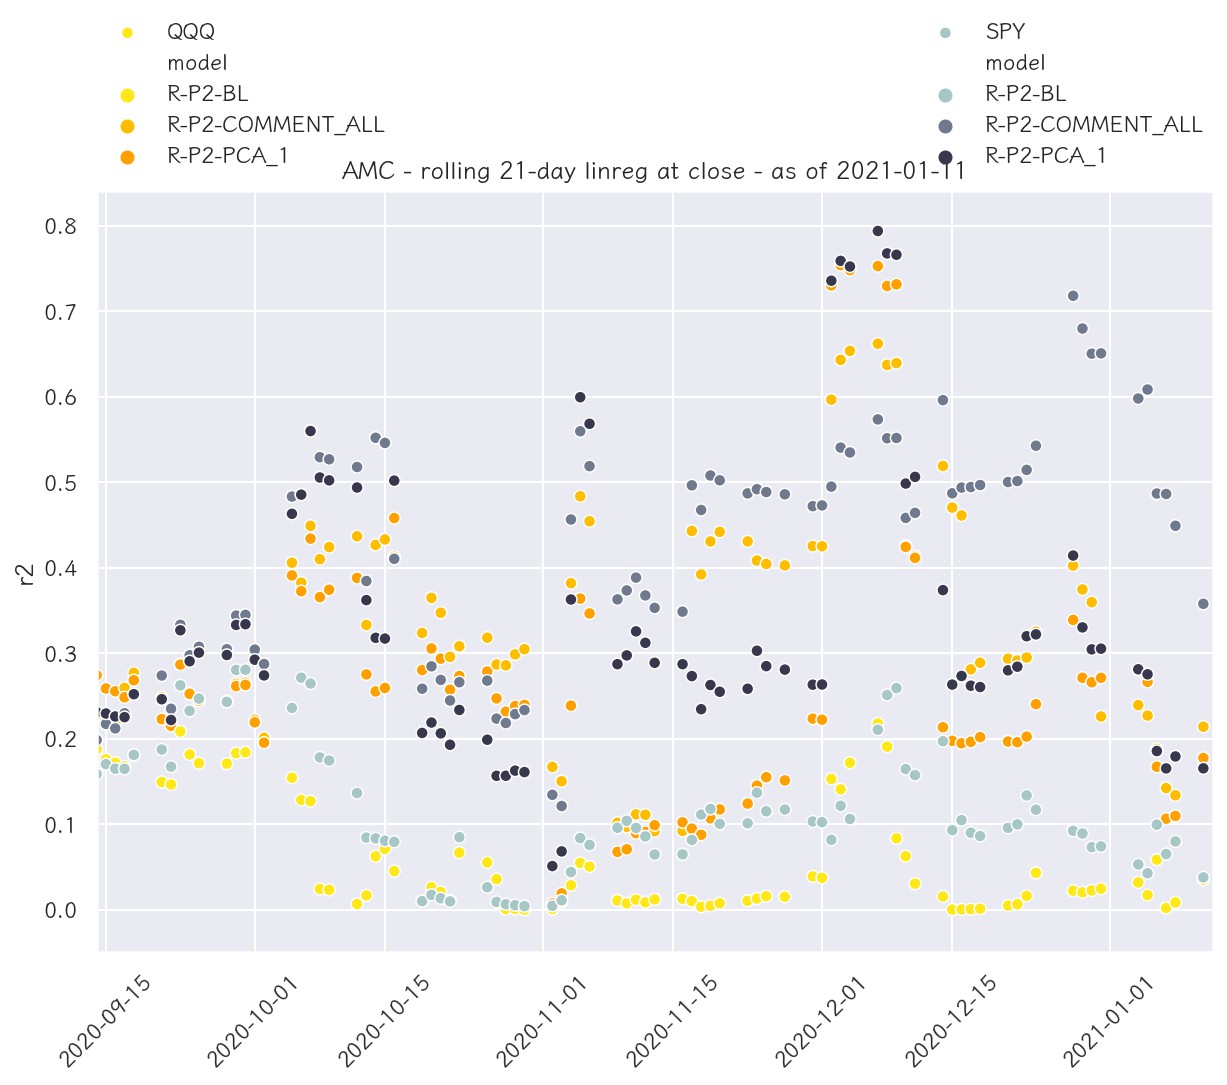 QQQ
model
R-P2-BL
R-P2-COMMENT_ALL
R-P2-PCA_1
SPY
model
R-P2-BL
R-P2-COMMENT_ALL
R-P2-PCA_1
AMC - rolling 21-day linreg at close - as of 2021-01-11
r2
0.8
0.7
0.6
0.5
0.4
0.3
0.2
0.1
0.0
2020-09-15
2020-10-01
2020-10-15
2020-11-01
2020-11-15
2020-12-01
2020-12-15
2021-01-01